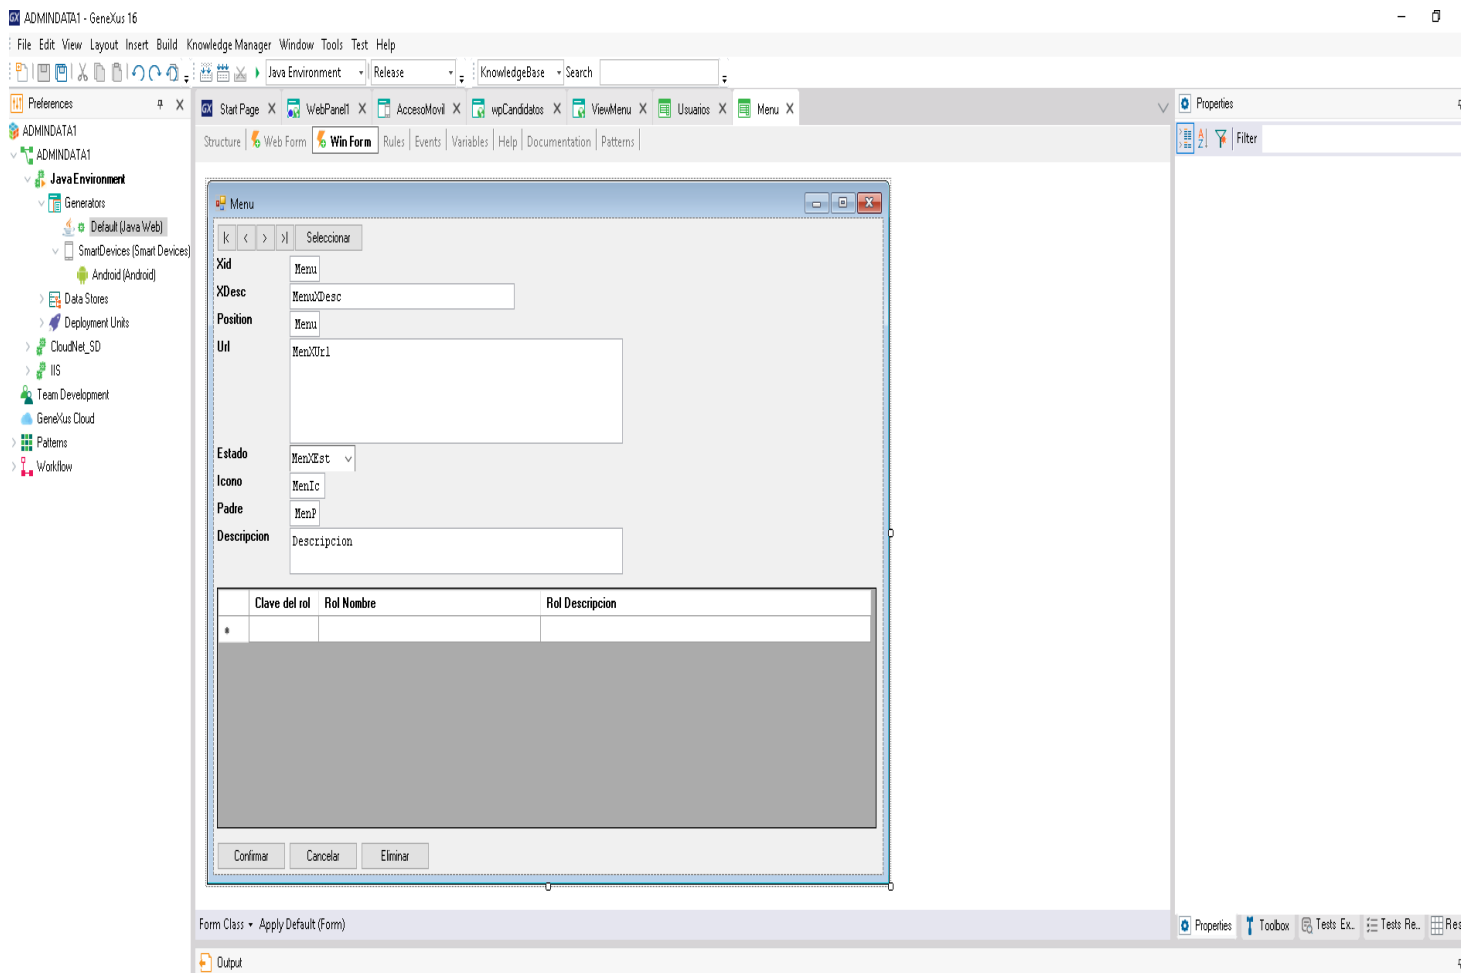 ADMINDATA1 - GeneXus 16
File Edit View Layout Insert Build Knowledge Manager Window Tools Test Help
Java Environment Release KnowledgeBase Search
Preferences
ADMINDATA1
ADMINDATA1
Java Environment
Generators
Default (Java Web)
SmartDevices (Smart Devices)
Android (Android)
Data Stores
Deployment Units
CloudNet_SD
IIS
Team Development
GeneXus Cloud
Patterns
Workflow
Start Page WebPanel1 AccesoMovil wpCandidatos ViewMenu Usuarios Menu
Structure Web Form Win Form Rules Events Variables Help Documentation Patterns
Menu
Seleccionar
Xid Menu
XDesc MenuXDesc
Position Menu
Url MenXUrl
Estado MenXEst
Icono MenIc
Padre MenP
Descripcion Descripcion
Clave del rol Rol Nombre Rol Descripcion
*
Confirmar Cancelar Eliminar
Form Class Apply Default (Form)
Output
Properties
Filter
Properties Toolbox Tests Ex... Tests Re... Res